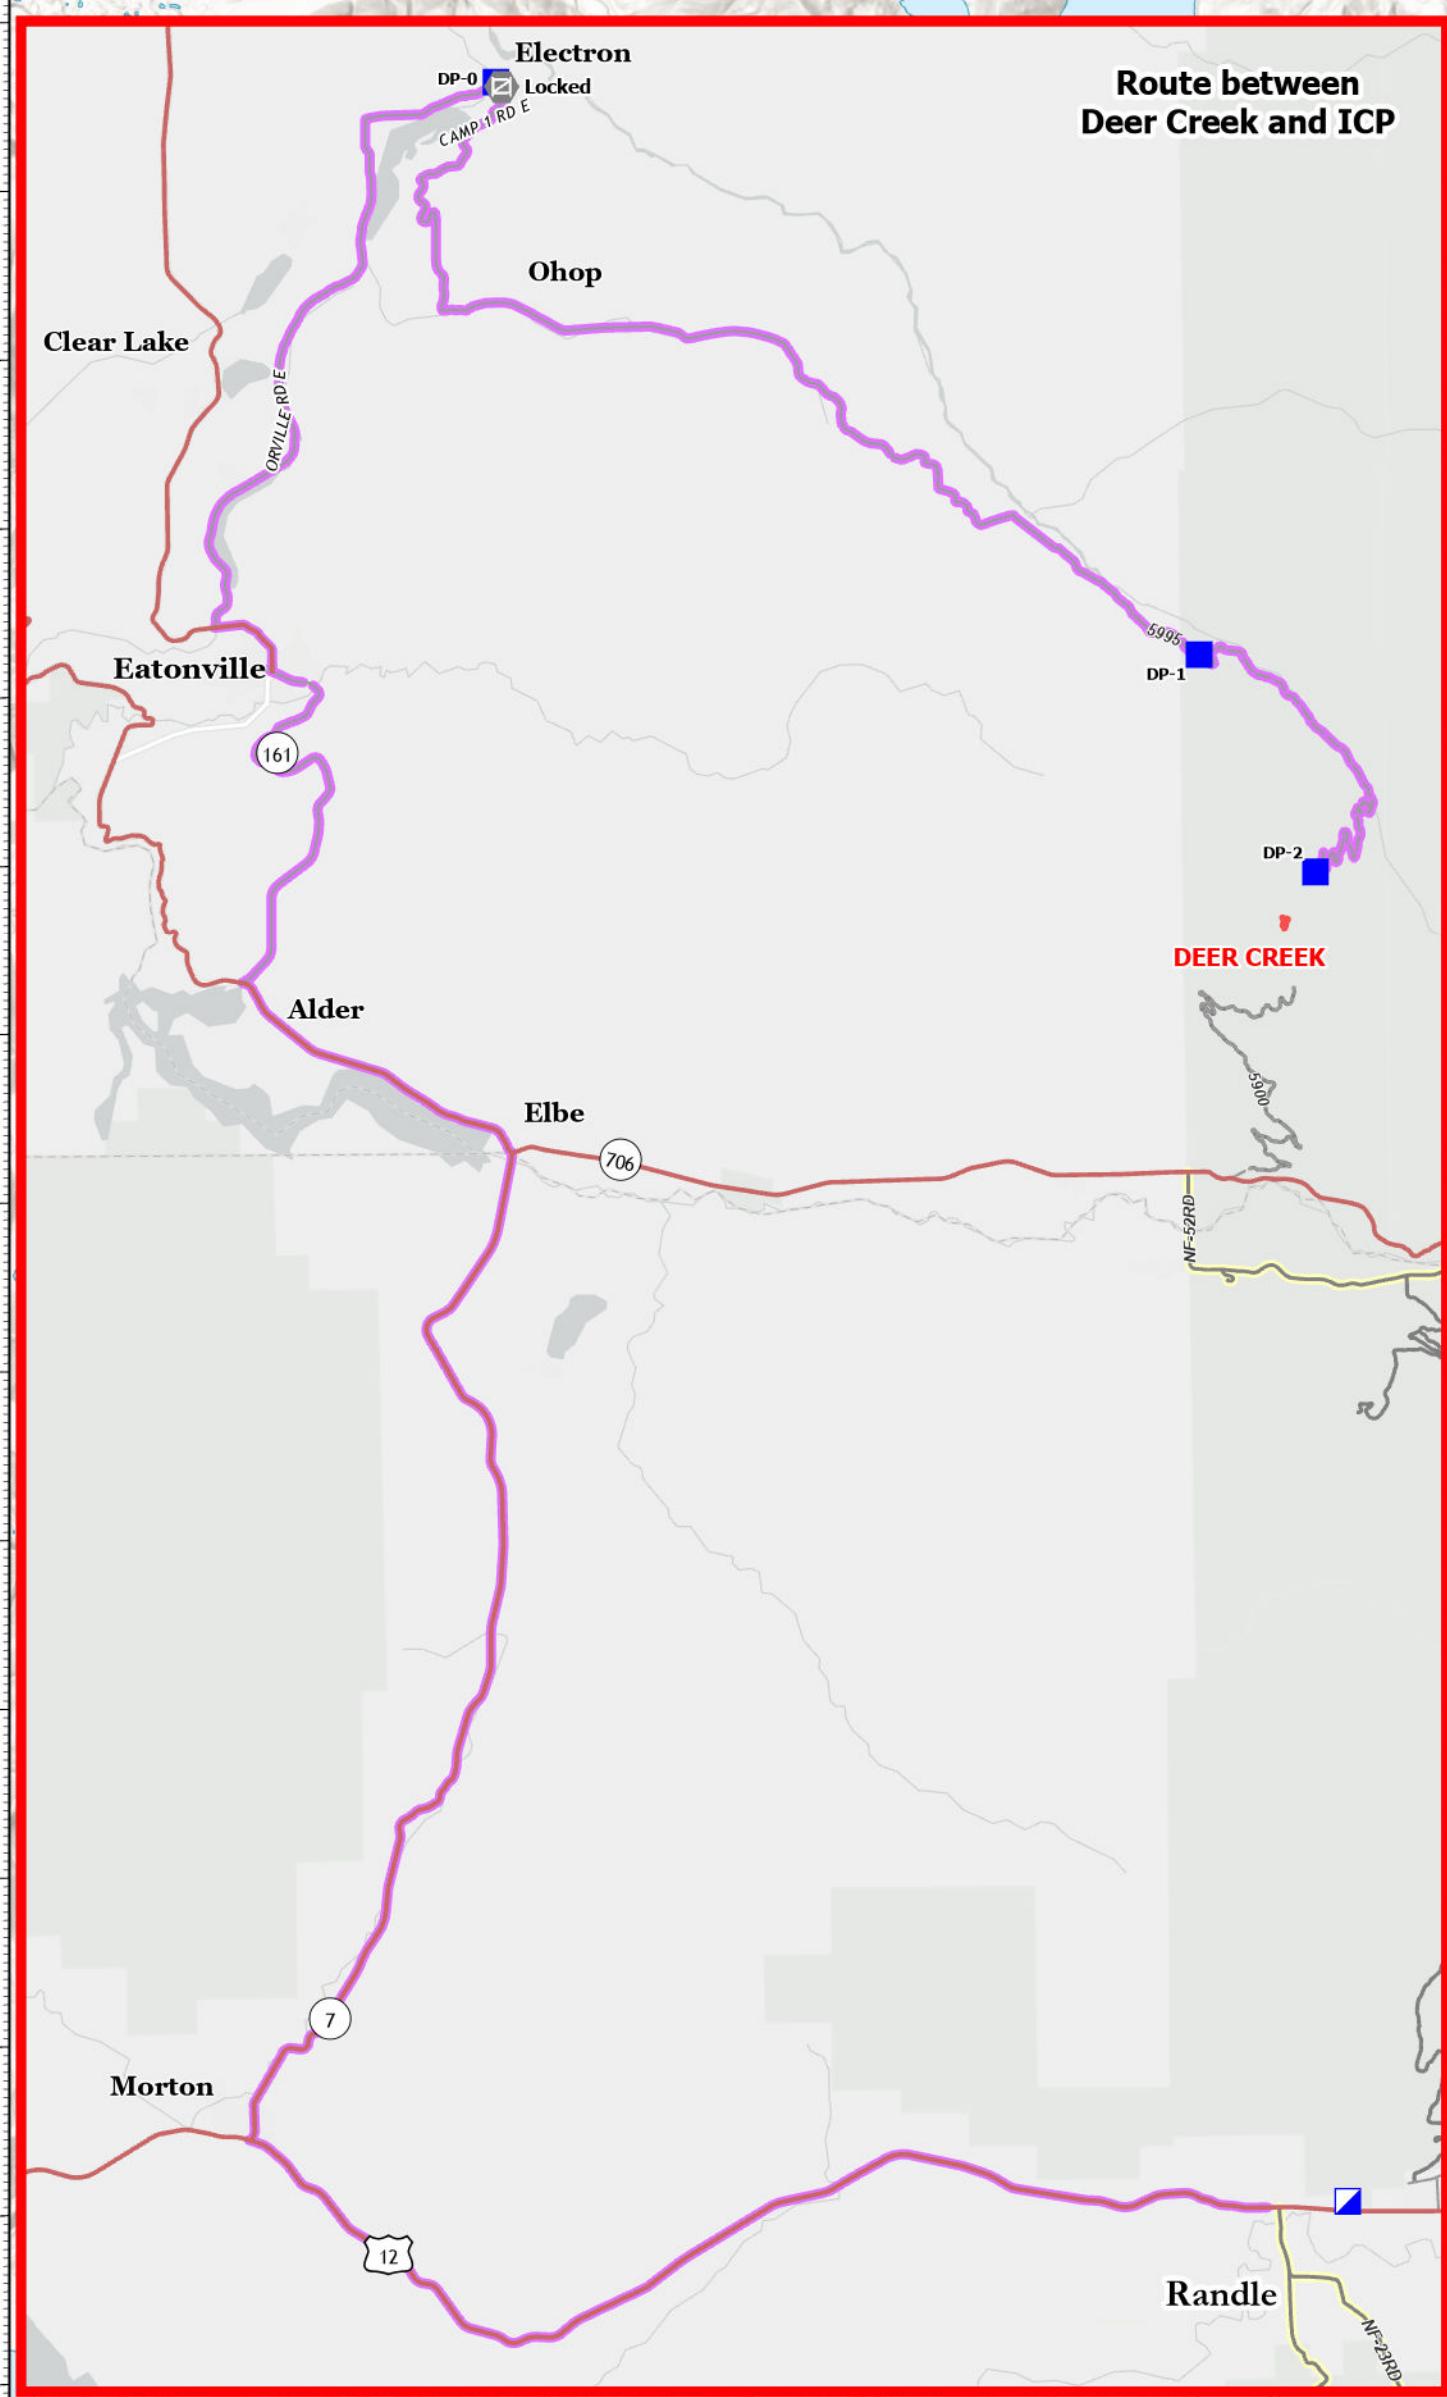 Electron
DP-0
Locked
CAMP 1 RD E
Route between
Deer Creek and ICP
Ohop
Clear Lake
ORVILLE RD E
5995
DP-1
Eatonville
161
DP-2
DEER CREEK
Alder
5900
Elbe
706
NF-52RD
7
Morton
12
Randle
NF-23RD